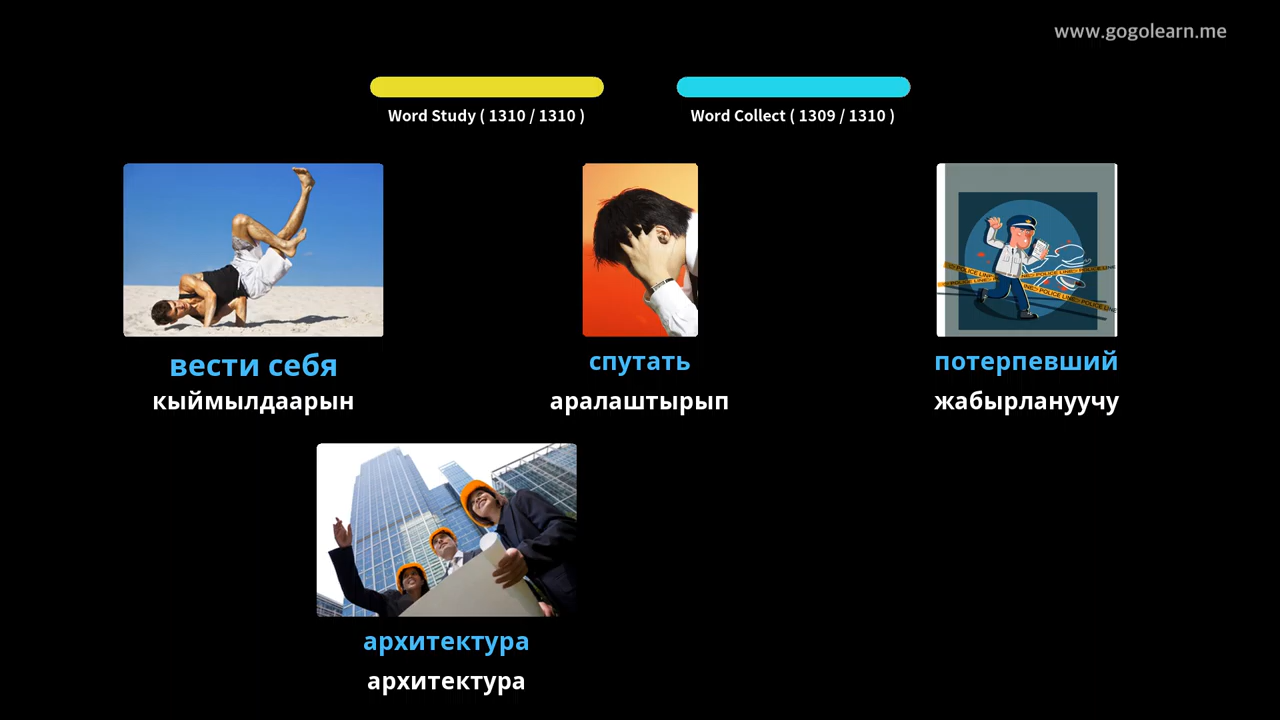 www.gogolearn.me
Word Study ( 1310 / 1310 )
Word Collect ( 1309 / 1310 )
вести себя
кыймылдаарын
спутать
аралаштырып
потерпевший
жабырлануучу
архитектура
архитектура